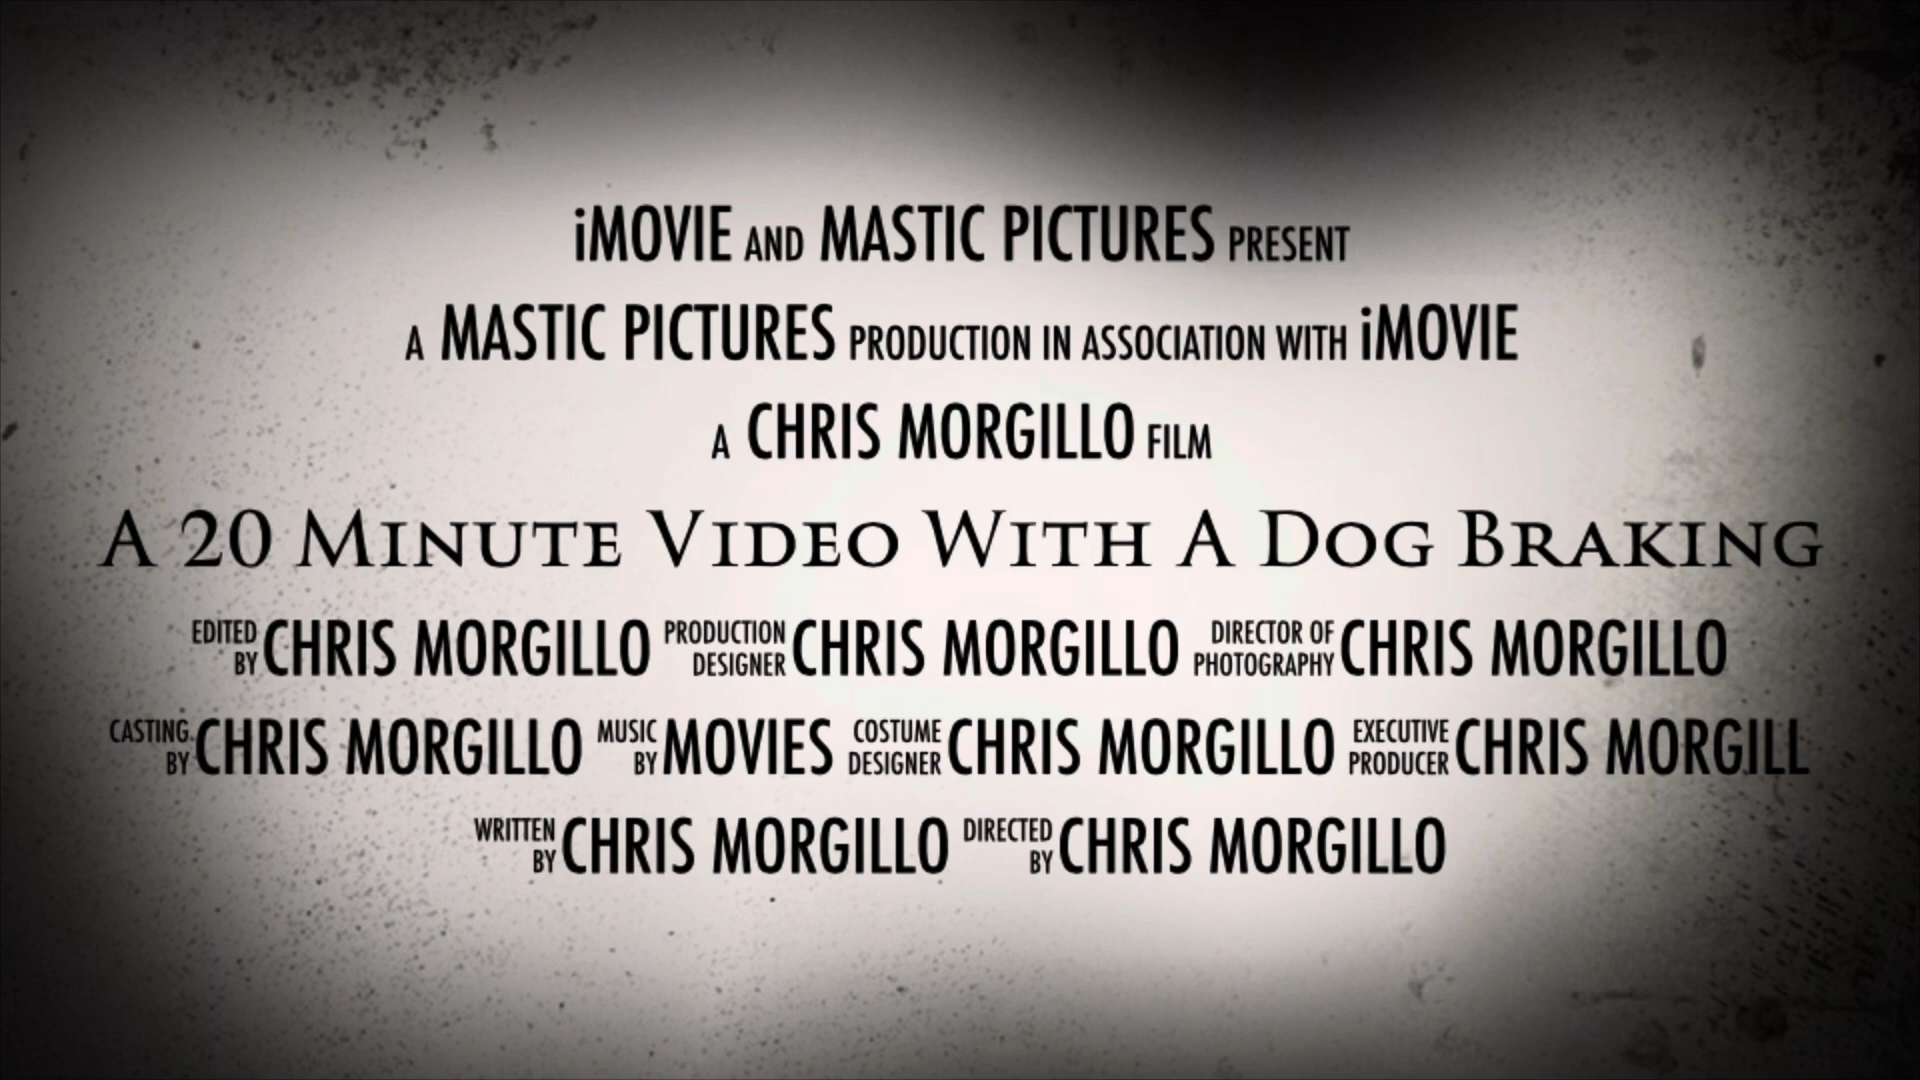 iMOVIE AND MASTIC PICTURES PRESENT
A MASTIC PICTURES PRODUCTION IN ASSOCIATION WITH iMOVIE
A CHRIS MORGILLO FILM
A 20 Minute Video With A Dog Braking
EDITED BY CHRIS MORGILLO PRODUCTION DESIGNER CHRIS MORGILLO DIRECTOR OF PHOTOGRAPHY CHRIS MORGILLO
CASTING BY CHRIS MORGILLO MUSIC BY MOVIES COSTUME DESIGNER CHRIS MORGILLO EXECUTIVE PRODUCER CHRIS MORGILL
WRITTEN BY CHRIS MORGILLO DIRECTED BY CHRIS MORGILLO